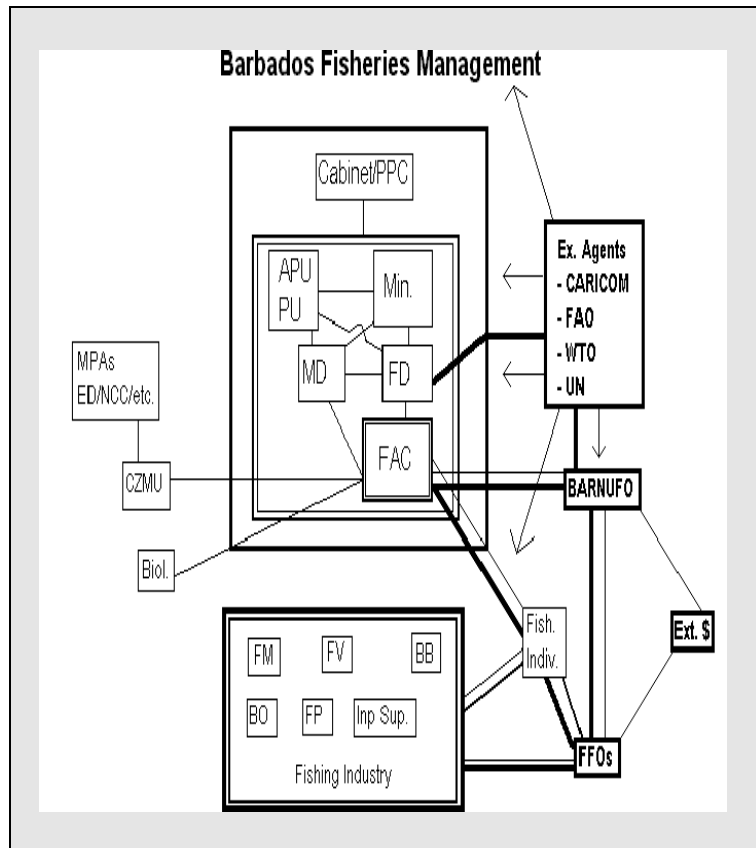 Barbados Fisheries Management
Cabinet/PPC
APU
PU
Min.
MD
FD
FAC
Ex. Agents
- CARICOM
- FAO
- WTO
- UN
MPAs
ED/NCC/etc.
CZMU
Biol.
BARNUFO
Fish.
Indiv.
Ext. $
FFOs
FM
FV
BB
BO
FP
Inp Sup.
Fishing Industry